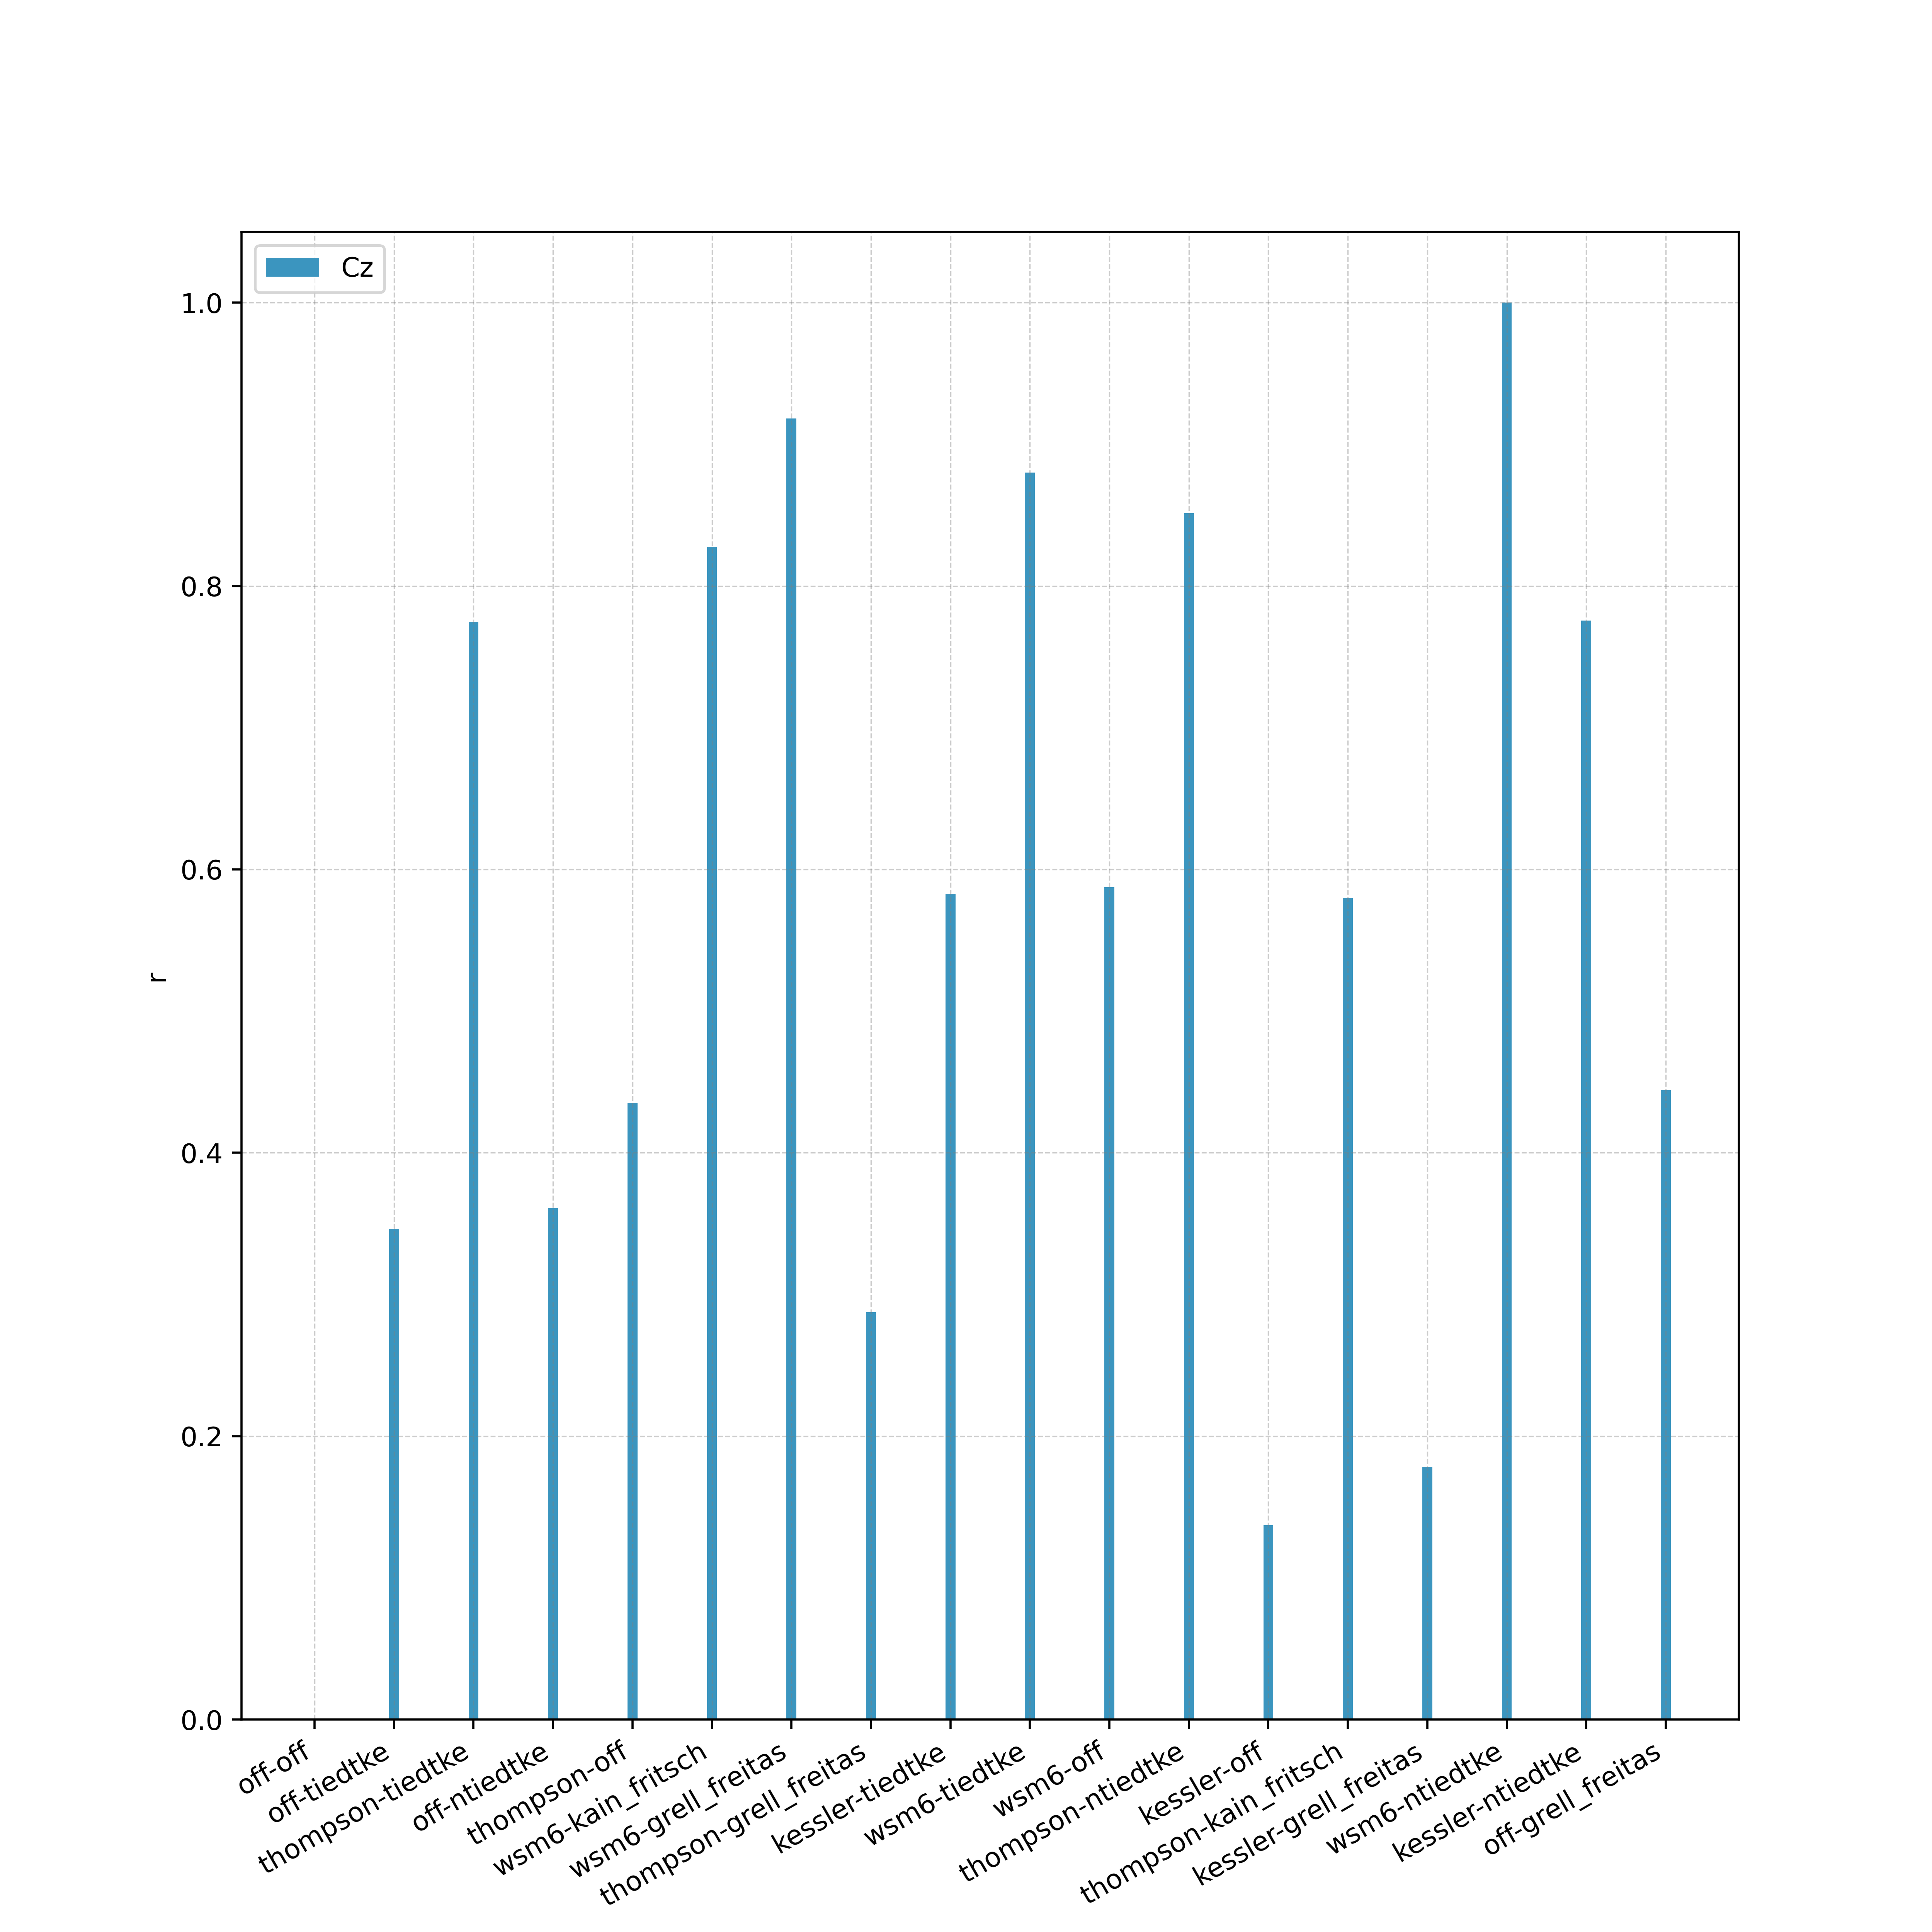 Cz
1.0
0.8
0.6
0.4
0.2
0.0
r
off-off
off-tiedtke
thompson-tiedtke
off-ntiedtke
thompson-off
wsm6-kain_fritsch
wsm6-grell_freitas
thompson-grell_freitas
kessler-tiedtke
wsm6-tiedtke
wsm6-off
thompson-ntiedtke
kessler-off
thompson-kain_fritsch
kessler-grell_freitas
wsm6-ntiedtke
kessler-ntiedtke
off-grell_freitas